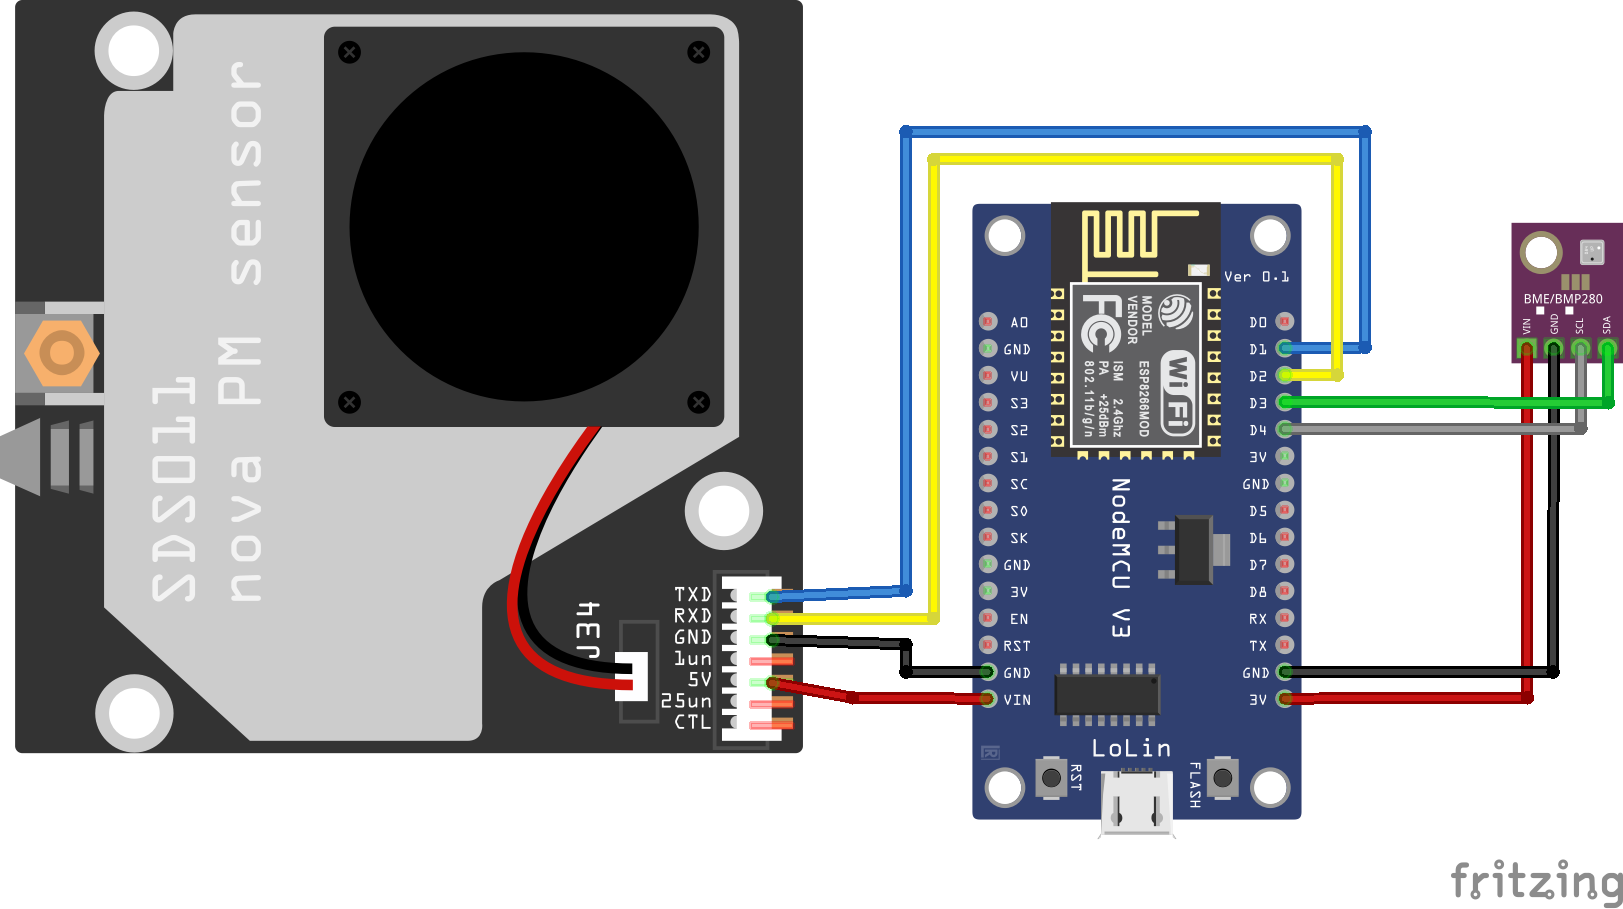 SDS011
nova PM sensor
JE4
TXD
RXD
GND
1un
5V
25un
CTL
Ver 0.1
MODEL
VENDOR
ISM 2.4GHz
PA +25dBm
802.11b/g/n
FC
WiFi
ESP8266MOD
A0
GND
VU
S3
S2
S1
SC
S0
SK
GND
3V
EN
RST
GND
VIN
D0
D1
D2
D3
D4
3V
GND
D5
D6
D7
D8
RX
TX
GND
3V
NodeMCU V3
LoLin
RST
FLASH
BME/BMP280
VIN
GND
SCL
SDA
fritzing